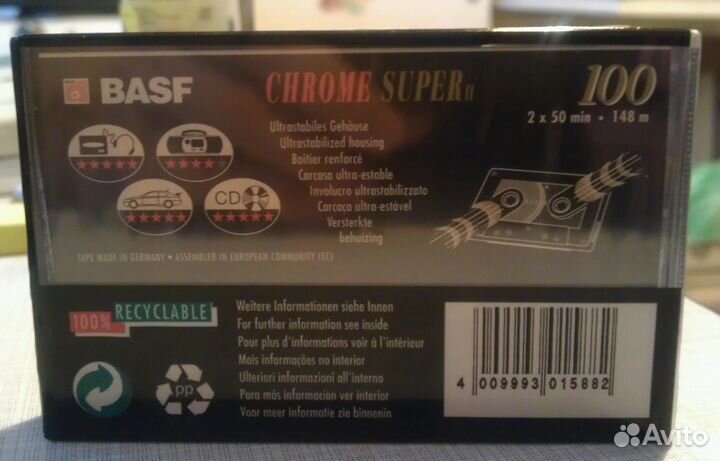 BASF
CHROME SUPER II
100
2 x 50 min • 148 m
Ultrastabiles Gehäuse
Ultrastabilized housing
Boitier renforcé
Carcasa ultra-estable
Involucro ultrastabilizzato
Carcaça ultra-estável
Versterkte
behuizing
CD
TAPE MADE IN GERMANY • ASSEMBLED IN EUROPEAN COMMUNITY (EC)
100% RECYCLABLE
PP
Weitere Informationen siehe Innen
For further information see inside
Pour plus d'informations voir à l'intérieur
Mais informações no interior
Ulteriori informazioni all'interno
Para más información ver interior
Voor meer informatie zie binnenin
4 009993 015882
Avito